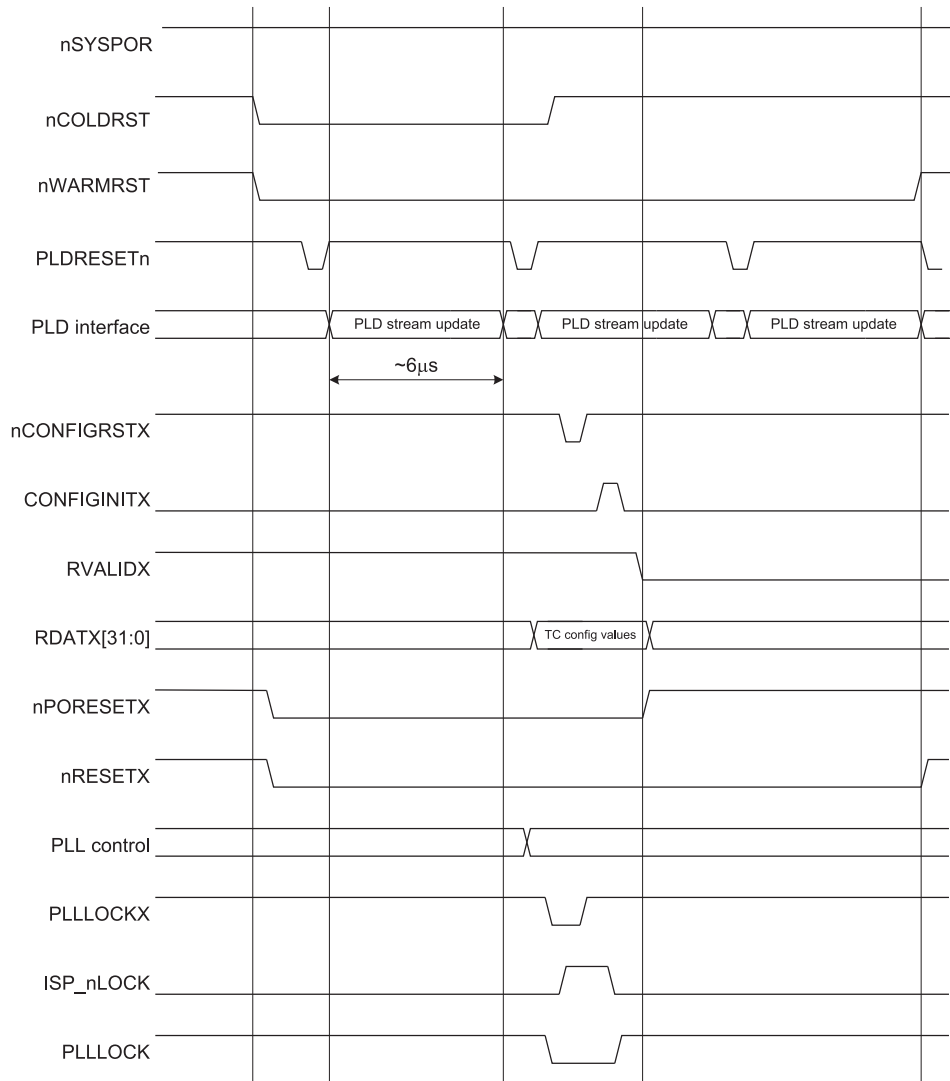 nSYSPOR
nCOLDRST
nWARMRST
PLDRESETn
PLD interface
PLD stream update
PLD stream update
PLD stream update
~6μs
nCONFIGRSTX
CONFIGINITX
RVALIDX
RDATX[31:0]
TC config values
nPORESETX
nRESETX
PLL control
PLLLOCKX
ISP_nLOCK
PLLLOCK